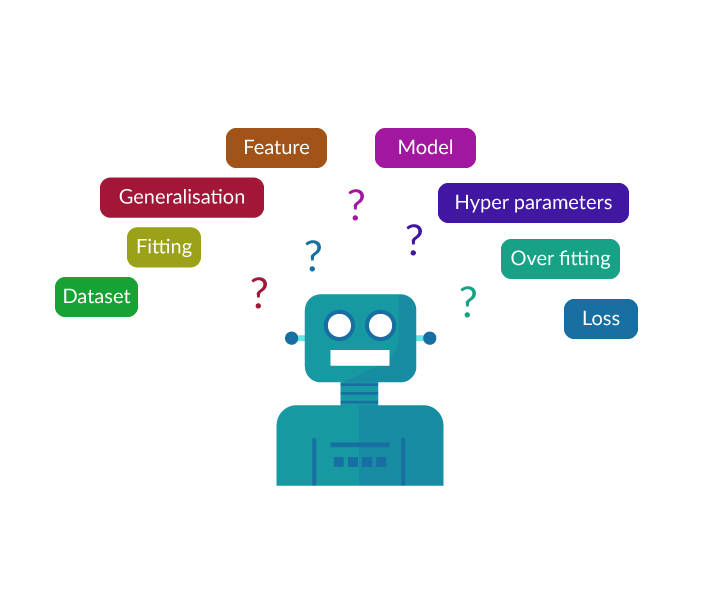 Feature
Model
Generalisation
Hyper parameters
?
?
Fitting
?
Over fitting
Dataset
?
?
Loss